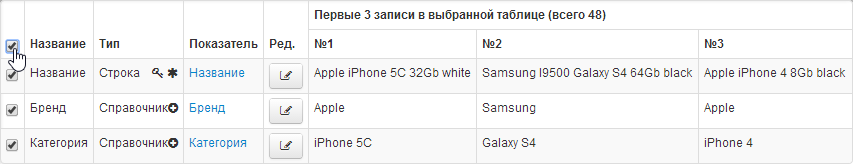 Первые 3 записи в выбранной таблице (всего 48)
Название Тип Показатель Ред. №1 №2 №3
Название Строка Название Apple iPhone 5C 32Gb white Samsung I9500 Galaxy S4 64Gb black Apple iPhone 4 8Gb black
Бренд Справочник Бренд Apple Samsung Apple
Категория Справочник Категория iPhone 5C Galaxy S4 iPhone 4